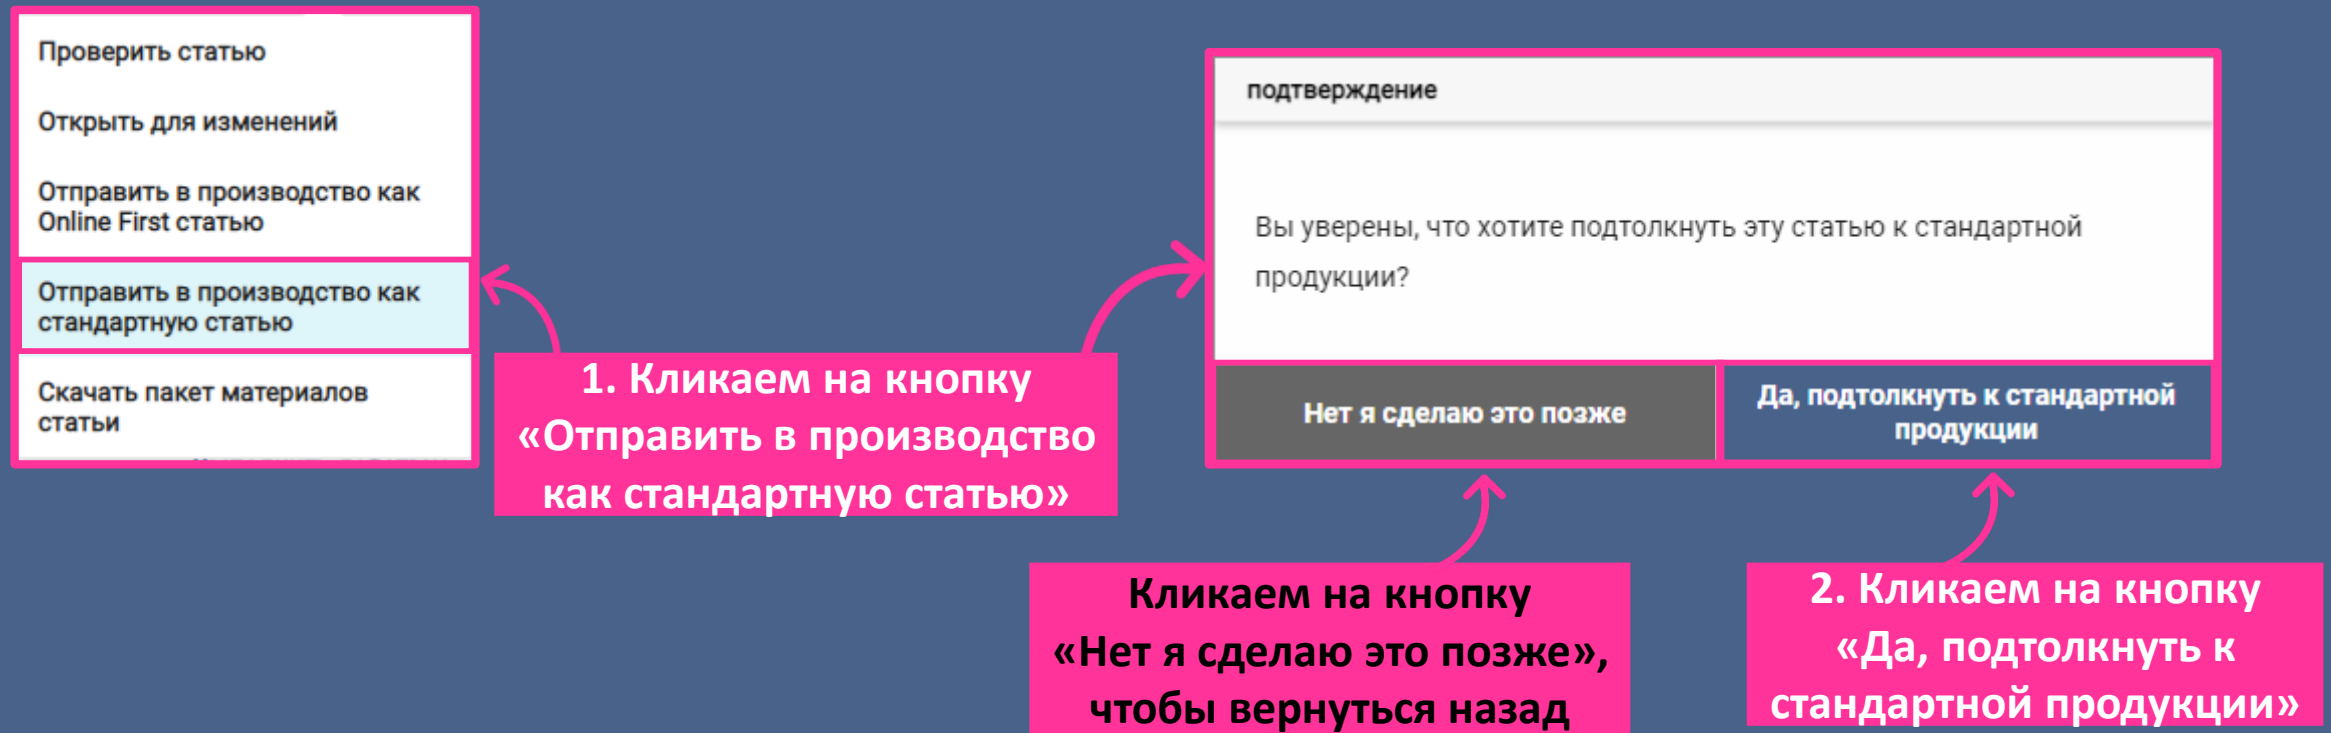 Проверить статью
Открыть для изменений
Отправить в производство как
Online First статью
Отправить в производство как
стандартную статью
Скачать пакет материалов
статьи
1. Кликаем на кнопку
«Отправить в производство
как стандартную статью»
подтверждение
Вы уверены, что хотите подтолкнуть эту статью к стандартной
продукции?
Нет я сделаю это позже
Да, подтолкнуть к стандартной
продукции
Кликаем на кнопку
«Нет я сделаю это позже»,
чтобы вернуться назад
2. Кликаем на кнопку
«Да, подтолкнуть к
стандартной продукции»